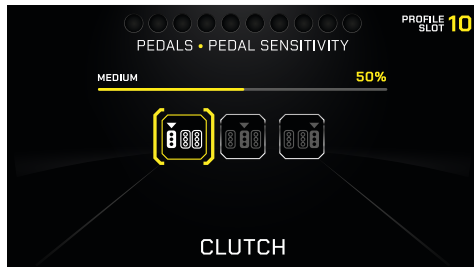 PROFILE
SLOT 10
PEDALS • PEDAL SENSITIVITY
MEDIUM 50%
CLUTCH